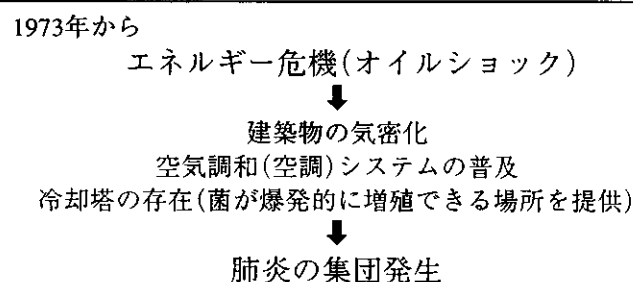 1973年から
エネルギー危機(オイルショック)
建築物の気密化
空気調和(空調)システムの普及
冷却塔の存在(菌が爆発的に増殖できる場所を提供)
肺炎の集団発生